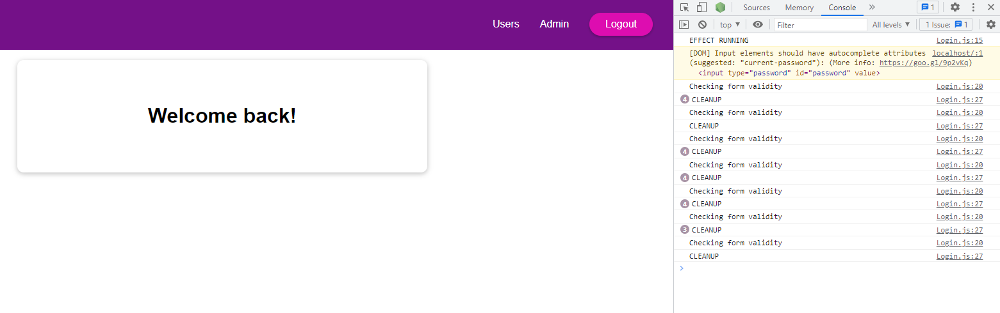 Users Admin Logout
Welcome back!
Sources Memory Console 1
top Filter All levels 1 Issue: 1
EFFECT RUNNING Login.js:15
[DOM] Input elements should have autocomplete attributes localhost/:1
(suggested: "current-password"): (More info: https://goo.gl/9p2vKq)
<input type="password" id="password" value>
Checking form validity Login.js:20
4 CLEANUP Login.js:27
Checking form validity Login.js:20
CLEANUP Login.js:27
Checking form validity Login.js:20
4 CLEANUP Login.js:27
Checking form validity Login.js:20
4 CLEANUP Login.js:27
Checking form validity Login.js:20
4 CLEANUP Login.js:27
Checking form validity Login.js:20
3 CLEANUP Login.js:27
Checking form validity Login.js:20
CLEANUP Login.js:27